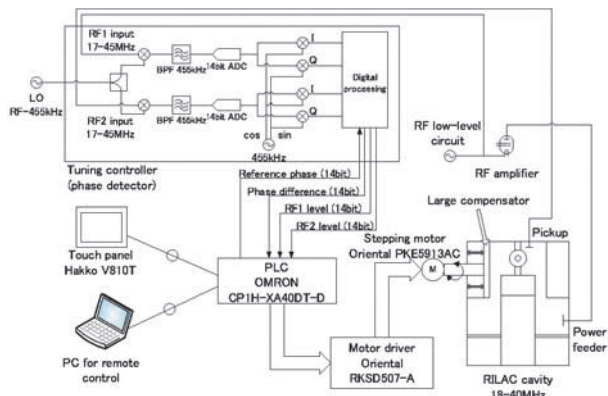 RF1 input
17-45MHz
BPF 455kHz
14bit ADC
I
Q
Digital
processing
LO
RF-455kHz
RF2 input
17-45MHz
BPF 455kHz
14bit ADC
I
Q
cos
sin
455kHz
Tuning controller
(phase detector)
Reference phase (14bit)
Phase difference (14bit)
RF1 level (14bit)
RF2 level (14bit)
RF low-level
circuit
RF amplifier
Large compensator
Pickup
Stepping motor
Oriental PKE5913AC
M
Touch panel
Hakko V810T
PLC
OMRON
CP1H-XA40DT-D
Power
feeder
PC for remote
control
Motor driver
Oriental
RKSD507-A
RILAC cavity
18-40MHz